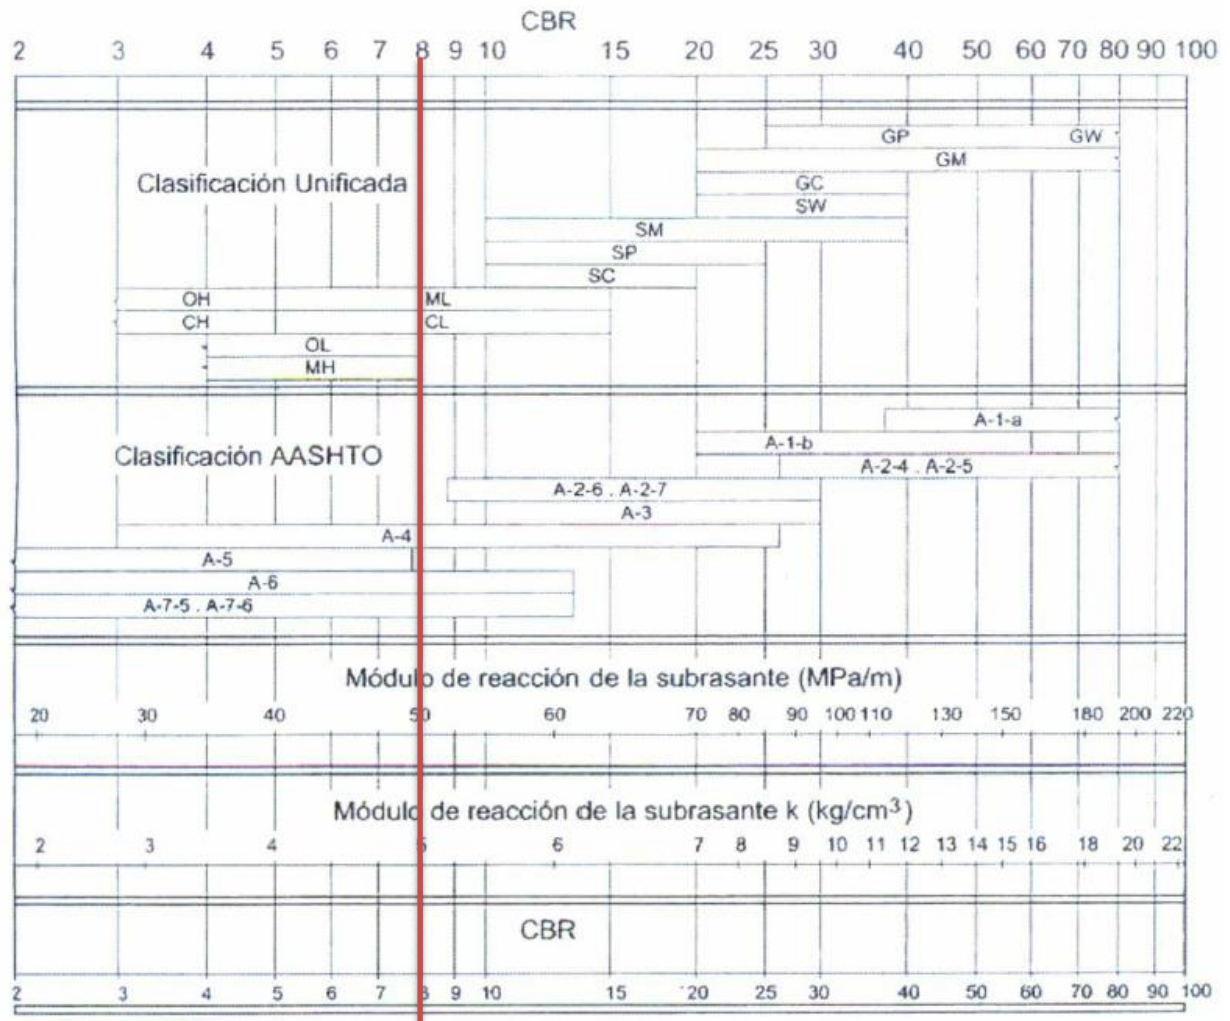 CBR
2 3 4 5 6 7 8 9 10 15 20 25 30 40 50 60 70 80 90 100
GP GW
GM
Clasificación Unificada
GC
SW
SM
SP
SC
OH ML
CH CL
OL
MH
A-1-a
A-1-b
Clasificación AASHTO
A-2-4 . A-2-5
A-2-6 . A-2-7
A-3
A-4
A-5
A-6
A-7-5 . A-7-6
Módulo de reacción de la subrasante (MPa/m)
20 30 40 50 60 70 80 90 100 110 130 150 180 200 220
Módulo de reacción de la subrasante k (kg/cm³)
2 3 4 5 6 7 8 9 10 11 12 13 14 15 16 18 20 22
CBR
2 3 4 5 6 7 8 9 10 15 20 25 30 40 50 60 70 80 90 100